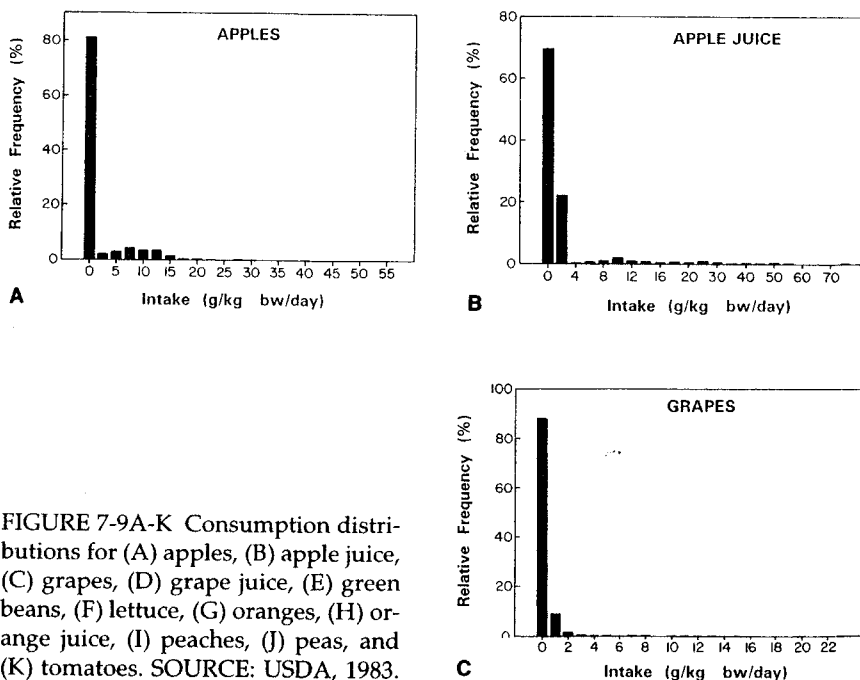 APPLES
80
60
40
20
0
Relative Frequency (%)
0 5 10 15 20 25 30 35 40 45 50 55
Intake (g/kg bw/day)
A
APPLE JUICE
80
60
40
20
0
Relative Frequency (%)
0 4 8 12 16 20 30 40 50 60 70
Intake (g/kg bw/day)
B
GRAPES
100
80
60
40
20
0
Relative Frequency (%)
0 2 4 6 8 10 12 14 16 18 20 22
Intake (g/kg bw/day)
C
FIGURE 7-9A-K Consumption distri-
butions for (A) apples, (B) apple juice,
(C) grapes, (D) grape juice, (E) green
beans, (F) lettuce, (G) oranges, (H) or-
ange juice, (I) peaches, (J) peas, and
(K) tomatoes. SOURCE: USDA, 1983.